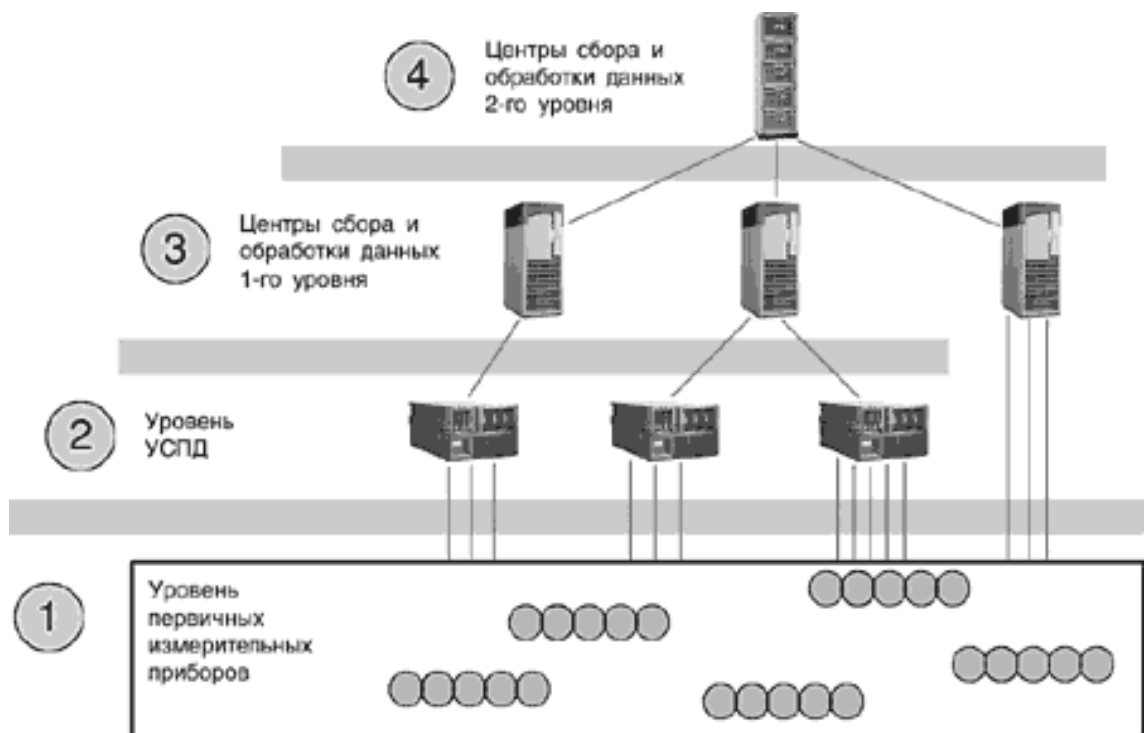 4
Центры сбора и
обработки данных
2-го уровня
3
Центры сбора и
обработки данных
1-го уровня
2
Уровень
УСПД
1
Уровень
первичных
измерительных
приборов